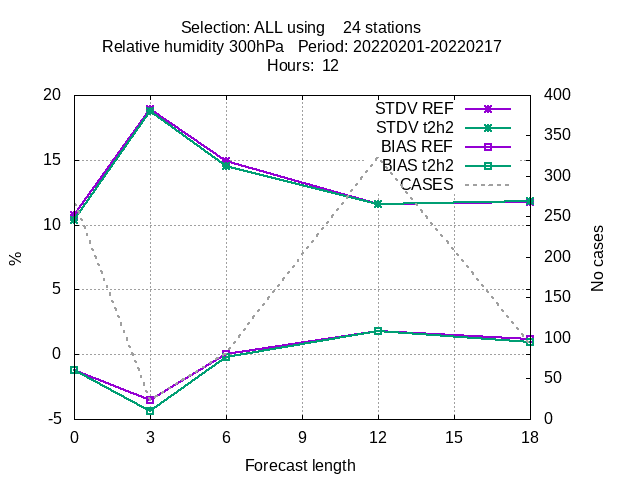 Selection: ALL using    24 stations
Relative humidity 300hPa   Period: 20220201-20220217
Hours:  12
20
15
10
5
0
-5
%
STDV REF
STDV t2h2
BIAS REF
BIAS t2h2
CASES
400
350
300
250
200
150
100
50
0
No cases
0 3 6 9 12 15 18
Forecast length